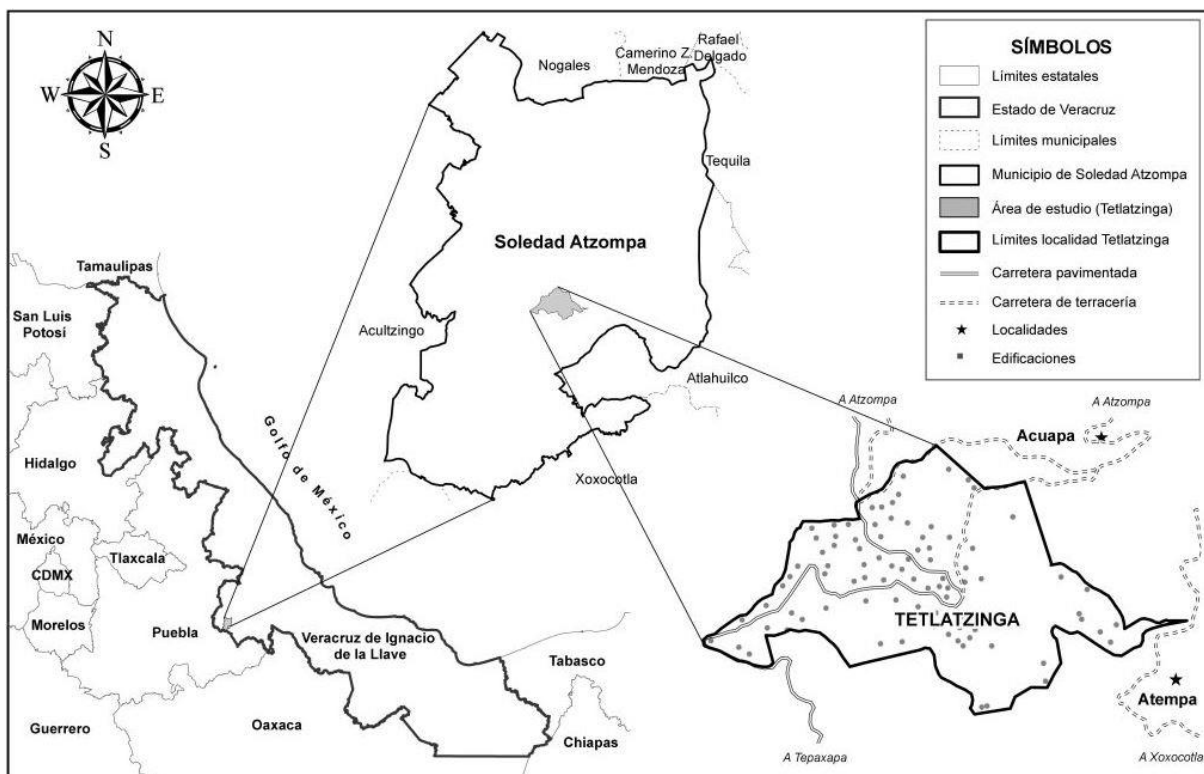 N
W
E
S
Nogales
Camerino Z.
Mendoza
Rafael
Delgado
Tequila
Soledad Atzompa
Acultzingo
Atlahuilco
Xoxocotla
SÍMBOLOS
Límites estatales
Estado de Veracruz
Límites municipales
Municipio de Soledad Atzompa
Área de estudio (Tetlatzinga)
Límites localidad Tetlatzinga
Carretera pavimentada
Carretera de terracería
Localidades
Edificaciones
Tamaulipas
San Luis
Potosí
Hidalgo
México
CDMX
Tlaxcala
Morelos
Puebla
Golfo de México
Veracruz de Ignacio
de la Llave
Tabasco
Guerrero
Oaxaca
Chiapas
A Atzompa
A Atzompa
Acuapa
TETLATZINGA
Atempa
A Tepaxapa
A Xoxocotla